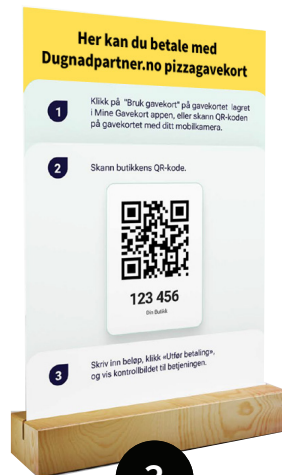 Her kan du betale med
Dugnadpartner.no pizzagavekort
1
Klikk på "Bruk gavekort" på gavekortet lagret
i Mine Gavekort appen, eller skann QR-koden
på gavekortet med ditt mobilkamera.
2
Skann butikkens QR-kode.
123 456
Din Butikk
3
Skriv inn beløp, klikk «Utfør betaling»,
og vis kontrollbildet til betjeningen.